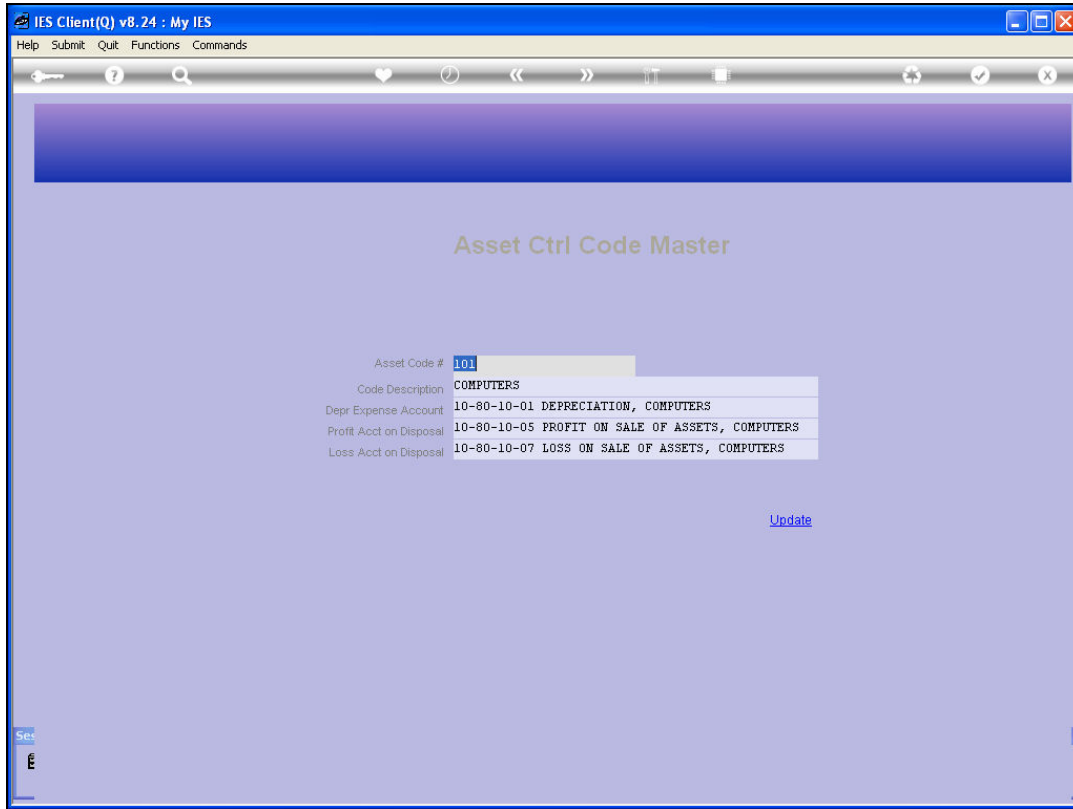 IES Client(Q) v8.24 : My IES
Help Submit Quit Functions Commands
Asset Ctrl Code Master
Asset Code # 101
Code Description COMPUTERS
Depr Expense Account 10-80-10-01 DEPRECIATION, COMPUTERS
Profit Acct on Disposal 10-80-10-05 PROFIT ON SALE OF ASSETS, COMPUTERS
Loss Acct on Disposal 10-80-10-07 LOSS ON SALE OF ASSETS, COMPUTERS
Update